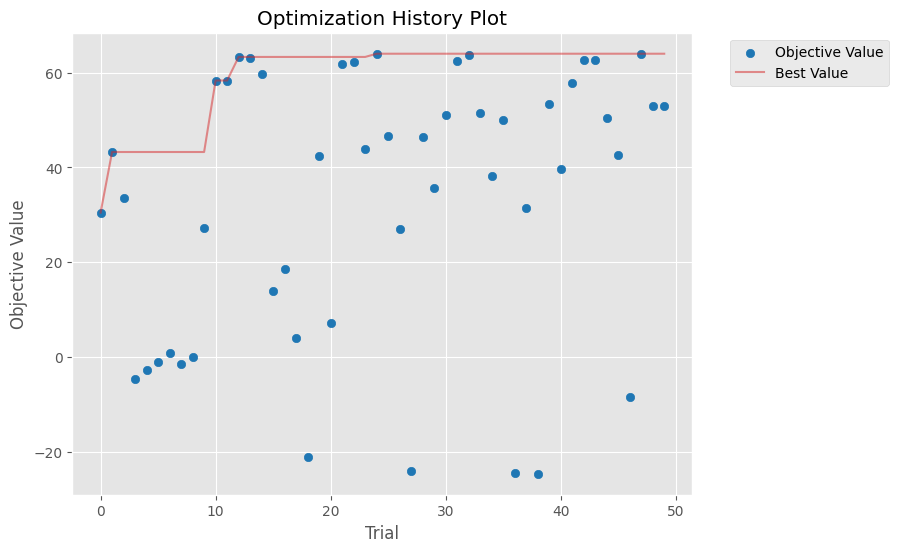 Optimization History Plot
Objective Value
Best Value
Objective Value
60
40
20
0
−20
0 10 20 30 40 50
Trial